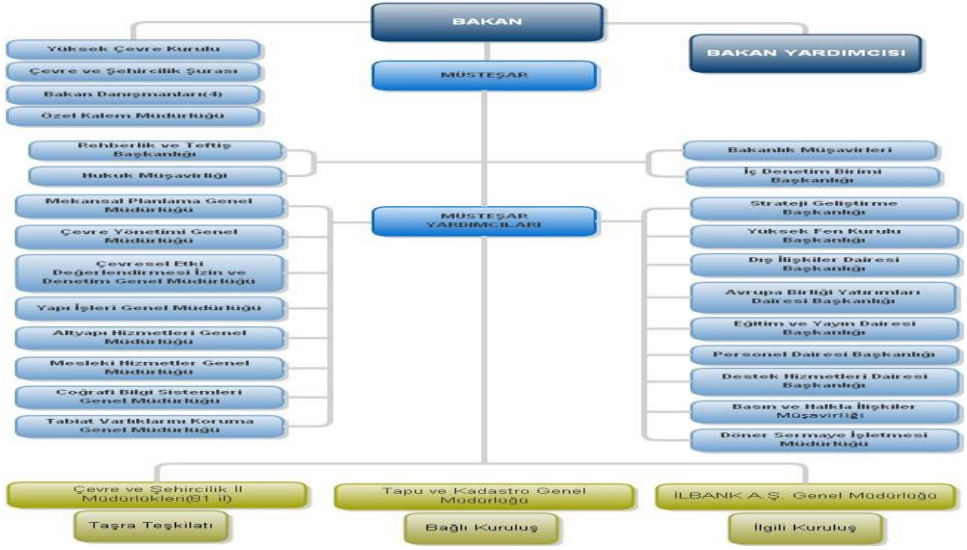 BAKAN
BAKAN YARDIMCISI
MÜSTEŞAR
Yüksek Çevre Kurulu
Çevre ve Şehircilik Şurası
Bakan Danışmanları(4)
Özel Kalem Müdürlüğü
Rehberlik ve Teftiş
Başkanlığı
Hukuk Müşavirliği
Bakanlık Müşavirleri
İç Denetim Birimi
Başkanlığı
MÜSTEŞAR
YARDIMCILARI
Mekansal Planlama Genel
Müdürlüğü
Çevre Yönetimi Genel
Müdürlüğü
Çevresel Etki
Değerlendirmesi İzin ve
Denetim Genel Müdürlüğü
Yapı İşleri Genel Müdürlüğü
Altyapı Hizmetleri Genel
Müdürlüğü
Mesleki Hizmetler Genel
Müdürlüğü
Coğrafi Bilgi Sistemleri
Genel Müdürlüğü
Tabiat Varlıklarını Koruma
Genel Müdürlüğü
Strateji Geliştirme
Başkanlığı
Yüksek Fen Kurulu
Başkanlığı
Dış İlişkiler Dairesi
Başkanlığı
Avrupa Birliği Yatırımları
Dairesi Başkanlığı
Eğitim ve Yayın Dairesi
Başkanlığı
Personel Dairesi Başkanlığı
Destek Hizmetleri Dairesi
Başkanlığı
Basın ve Halkla İlişkiler
Müşavirliği
Döner Sermaye İşletmesi
Müdürlüğü
Çevre ve Şehircilik İl
Müdürlükleri(81 il)
Taşra Teşkilatı
Tapu ve Kadastro Genel
Müdürlüğü
Bağlı Kuruluş
İLBANK A.Ş. Genel Müdürlüğü
İlgili Kuruluş